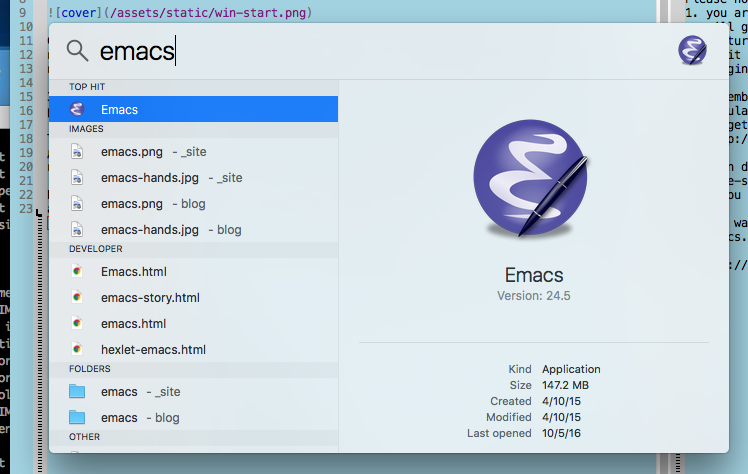 9 ![cover](/assets/static/win-start.png)
10
11
12
13
14
15
16
17
18
19
20
21
22
23
emacs
TOP HIT
Emacs
IMAGES
emacs.png - _site
emacs-hands.jpg - _site
emacs.png - blog
emacs-hands.jpg - blog
DEVELOPER
Emacs.html
emacs-story.html
emacs.html
hexlet-emacs.html
FOLDERS
emacs - _site
emacs - blog
OTHER
Emacs
Version: 24.5
Kind Application
Size 147.2 MB
Created 4/10/15
Modified 4/10/15
Last opened 10/5/16
1. you ar